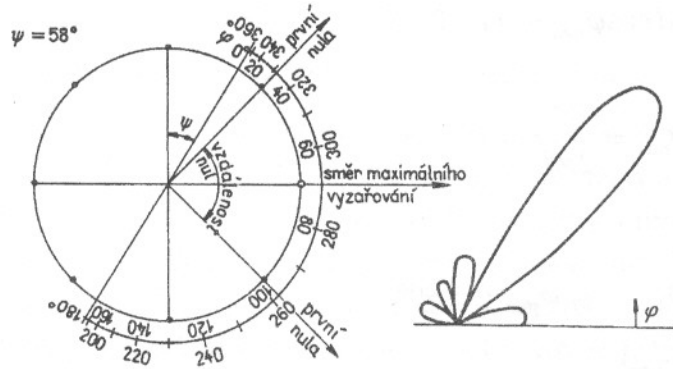 ψ = 58°
360°
340
první
nula
φ
0°
20
40
320
ψ
vzdálenost
nul
60
300
směr maximálního
vyzařování
80
280
100
260
první
nula
180°
160
140
120
200
220
240
φ